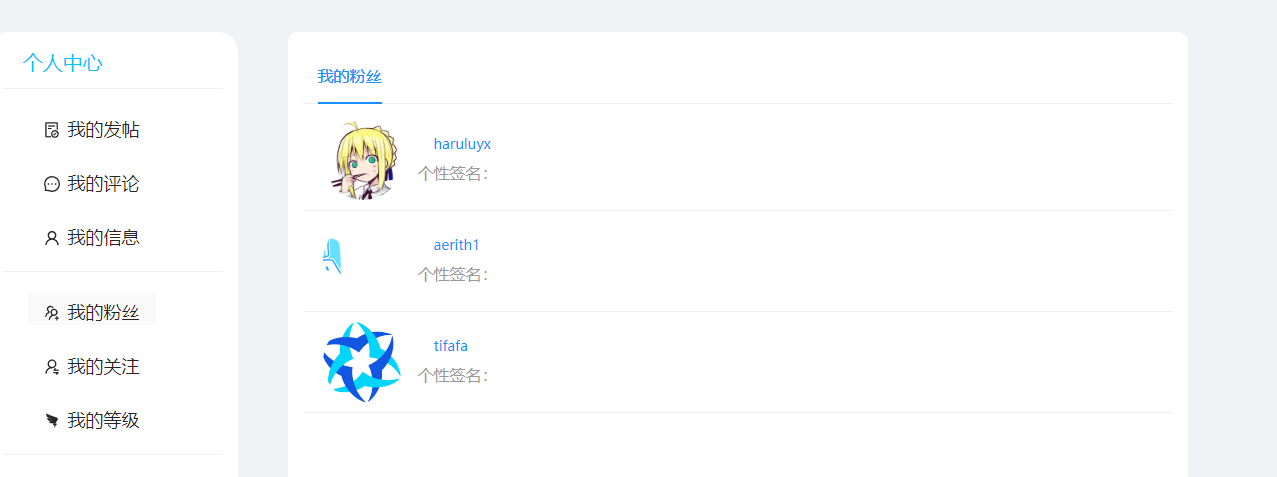 个人中心
我的发帖
我的评论
我的信息
我的粉丝
我的关注
我的等级
我的粉丝
haruluyx
个性签名：
aerith1
个性签名：
tifafa
个性签名：